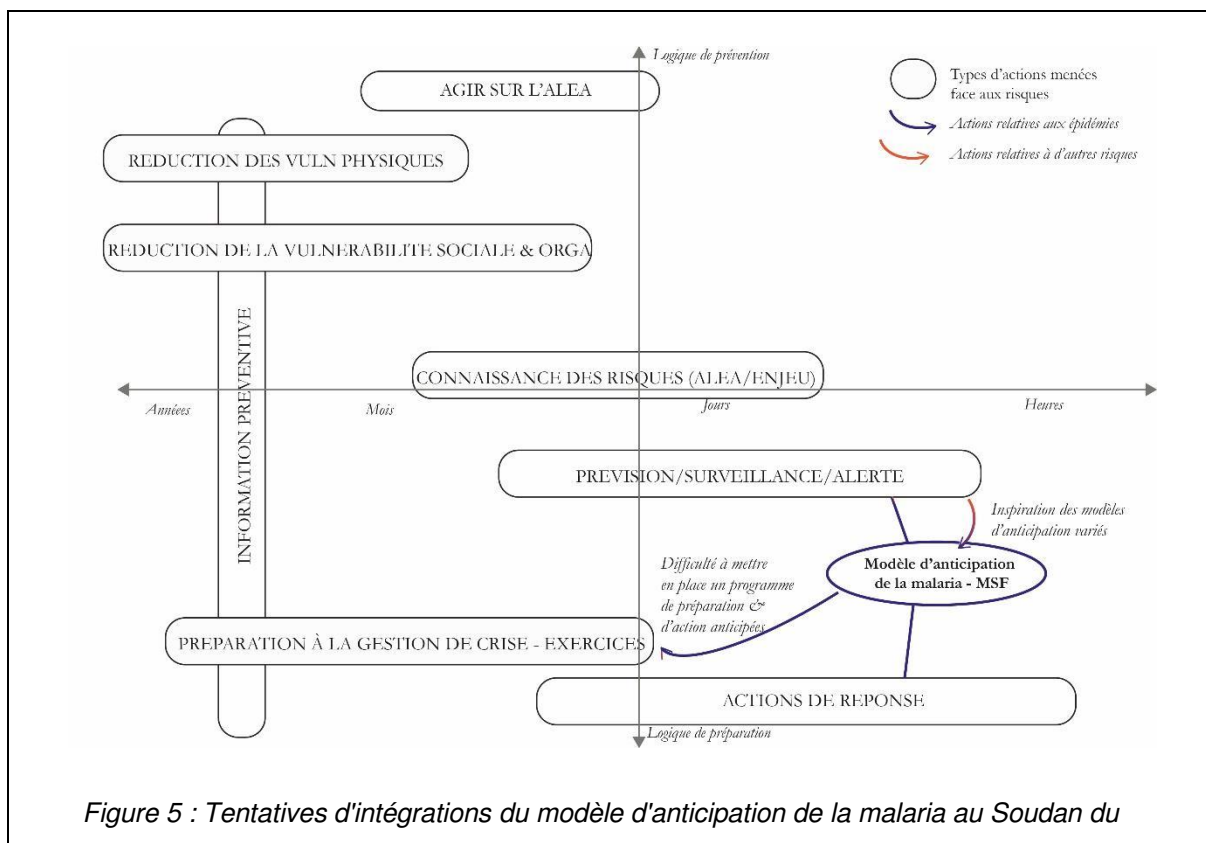 Logique de prévention
AGIR SUR L'ALEA
Types d'actions menées
face aux risques
Actions relatives aux épidémies
Actions relatives à d'autres risques
REDUCTION DES VULN PHYSIQUES
REDUCTION DE LA VULNERABILITE SOCIALE & ORGA
INFORMATION PREVENTIVE
CONNAISSANCE DES RISQUES (ALEA/ENJEU)
Annéees
Mois
Jours
Heures
PREVISION/SURVEILLANCE/ALERTE
Inspiration des modèles
d'anticipation variés
Modèle d'anticipation
de la malaria - MSF
Difficulté à mettre
en place un programme
de préparation &
d'action anticipées
PREPARATION À LA GESTION DE CRISE - EXERCICES
ACTIONS DE REPONSE
Logique de préparation
Figure 5 : Tentatives d'intégrations du modèle d'anticipation de la malaria au Soudan du